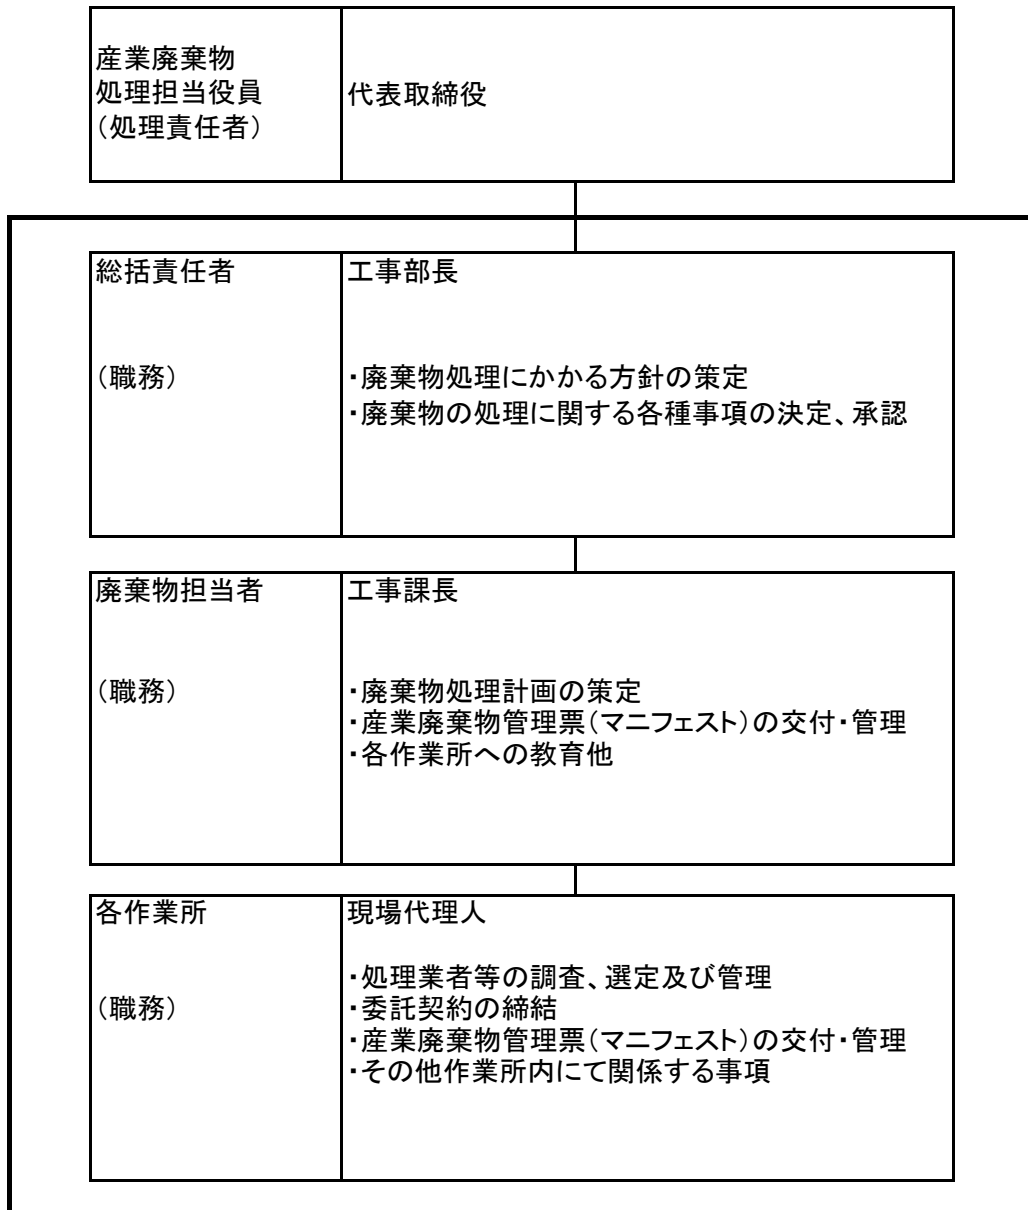 産業廃棄物
処理担当役員
（処理責任者）
代表取締役
総括責任者
工事部長
（職務）
・廃棄物処理にかかる方針の策定
・廃棄物の処理に関する各種事項の決定、承認
廃棄物担当者
工事課長
（職務）
・廃棄物処理計画の策定
・産業廃棄物管理票（マニフェスト）の交付・管理
・各作業所への教育他
各作業所
現場代理人
（職務）
・処理業者等の調査、選定及び管理
・委託契約の締結
・産業廃棄物管理票（マニフェスト）の交付・管理
・その他作業所内にて関係する事項